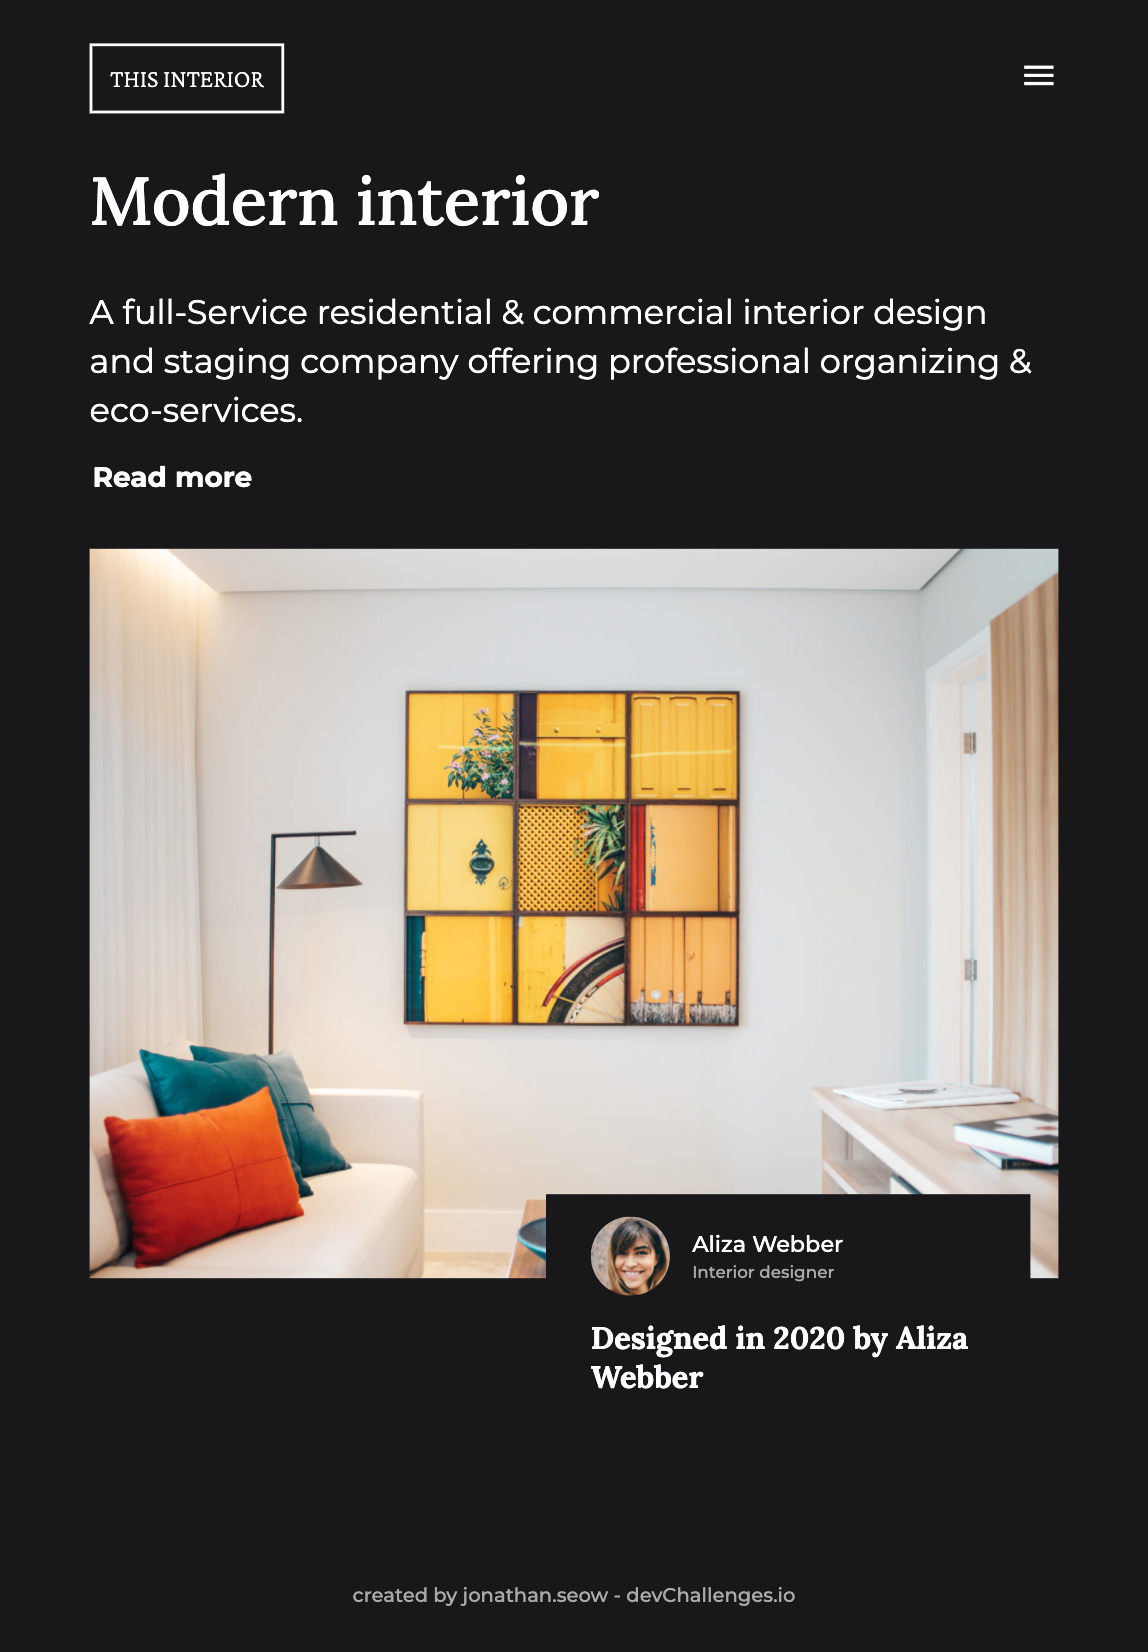 THIS INTERIOR
Modern interior
A full-Service residential & commercial interior design
and staging company offering professional organizing &
eco-services.
Read more
Aliza Webber
Interior designer
Designed in 2020 by Aliza
Webber
created by jonathan.seow - devChallenges.io